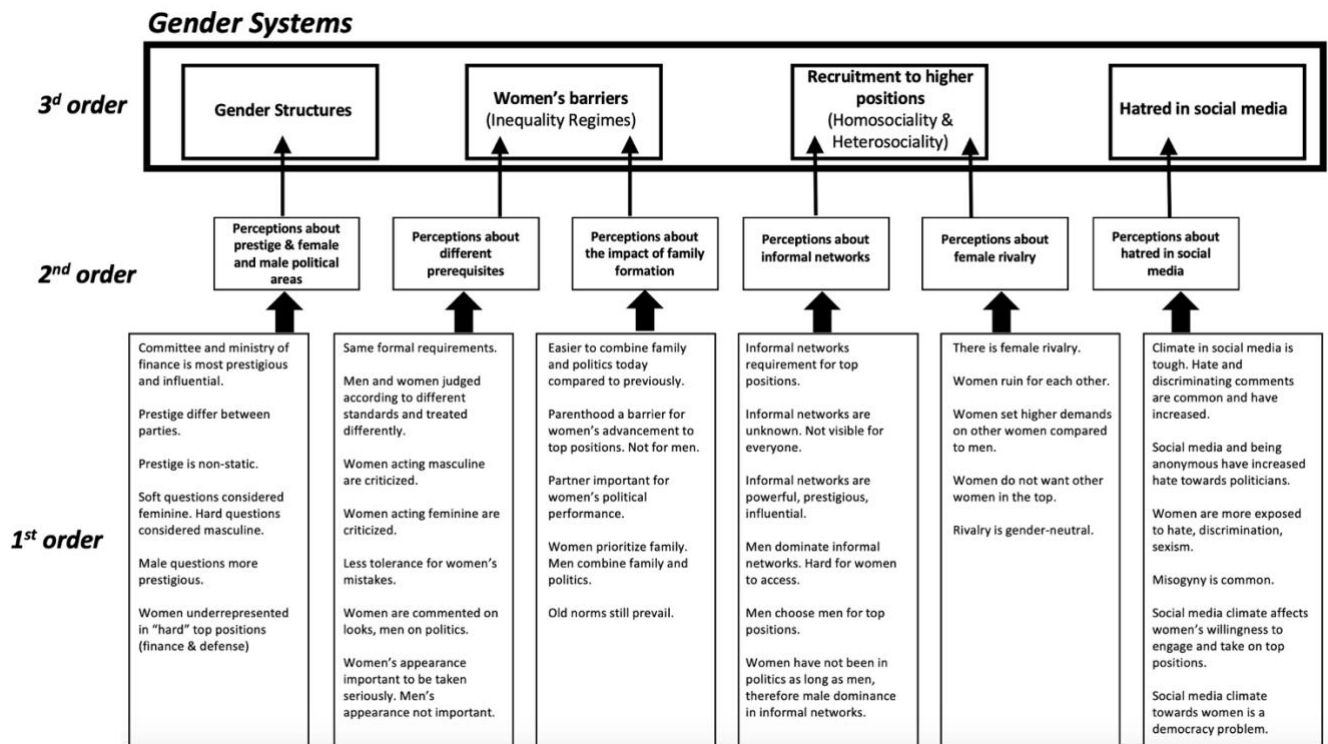 Gender Systems
3d order
Gender Structures
Women's barriers
(Inequality Regimes)
Recruitment to higher
positions
(Homosociality &
Heterosociality)
Hatred in social media
2nd order
Perceptions about
prestige & female
and male political
areas
Perceptions about
different
prerequisites
Perceptions about
the impact of family
formation
Perceptions about
informal networks
Perceptions about
female rivalry
Perceptions about
hatred in social
media
1st order
Committee and ministry of
finance is most prestigious
and influential.
Prestige differ between
parties.
Prestige is non-static.
Soft questions considered
feminine. Hard questions
considered masculine.
Male questions more
prestigious.
Women underrepresented
in "hard" top positions
(finance & defense)
Same formal requirements.
Men and women judged
according to different
standards and treated
differently.
Women acting masculine
are criticized.
Women acting feminine are
criticized.
Less tolerance for women's
mistakes.
Women are commented on
looks, men on politics.
Women's appearance
important to be taken
seriously. Men's
appearance not important.
Easier to combine family
and politics today
compared to previously.
Parenthood a barrier for
women's advancement to
top positions. Not for men.
Partner important for
women's political
performance.
Women prioritize family.
Men combine family and
politics.
Old norms still prevail.
Informal networks
requirement for top
positions.
Informal networks are
unknown. Not visible for
everyone.
Informal networks are
powerful, prestigious,
influential.
Men dominate informal
networks. Hard for women
to access.
Men choose men for top
positions.
Women have not been in
politics as long as men,
therefore male dominance
in informal networks.
There is female rivalry.
Women ruin for each other.
Women set higher demands
on other women compared
to men.
Women do not want other
women in the top.
Rivalry is gender-neutral.
Climate in social media is
tough. Hate and
discriminating comments
are common and have
increased.
Social media and being
anonymous have increased
hate towards politicians.
Women are more exposed
to hate, discrimination,
sexism.
Misogyny is common.
Social media climate affects
women's willingness to
engage and take on top
positions.
Social media climate
towards women is a
democracy problem.